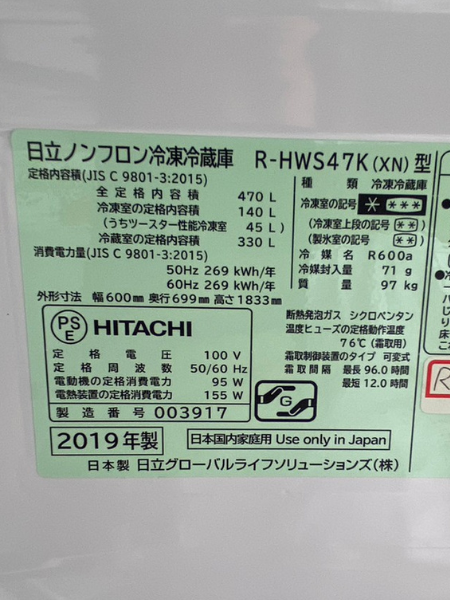 日立ノンフロン冷凍冷蔵庫 R-HWS47K(XN)型
定格内容積(JIS C 9801-3:2015)
全定格内容積 470 L
冷凍室の定格内容積 140 L
(うちツースター性能冷凍室 45 L)
冷蔵室の定格内容積 330 L
消費電力量(JIS C 9801-3:2015)
50Hz 269 kWh/年
60Hz 269 kWh/年
外形寸法 幅600mm 奥行699mm 高さ1833mm
種類 冷凍冷蔵庫
冷凍室の記号 * ***
(冷凍室上段の記号 **)
(製氷室の記号 **)
冷媒名 R600a
冷媒封入量 71 g
質量 97 kg
断熱発泡ガス シクロペンタン
温度ヒューズの定格動作温度
76℃(霜取用)
霜取制御装置のタイプ 可変式
霜取間隔 最長 96.0時間
最短 12.0時間
PS
E
HITACHI
定格電圧 100 V
定格周波数 50/60 Hz
電動機の定格消費電力 95 W
電熱装置の定格消費電力 155 W
製造番号 003917
G
2019年製
日本国内家庭用 Use only in Japan
日本製 日立グローバルライフソリューションズ(株)
R